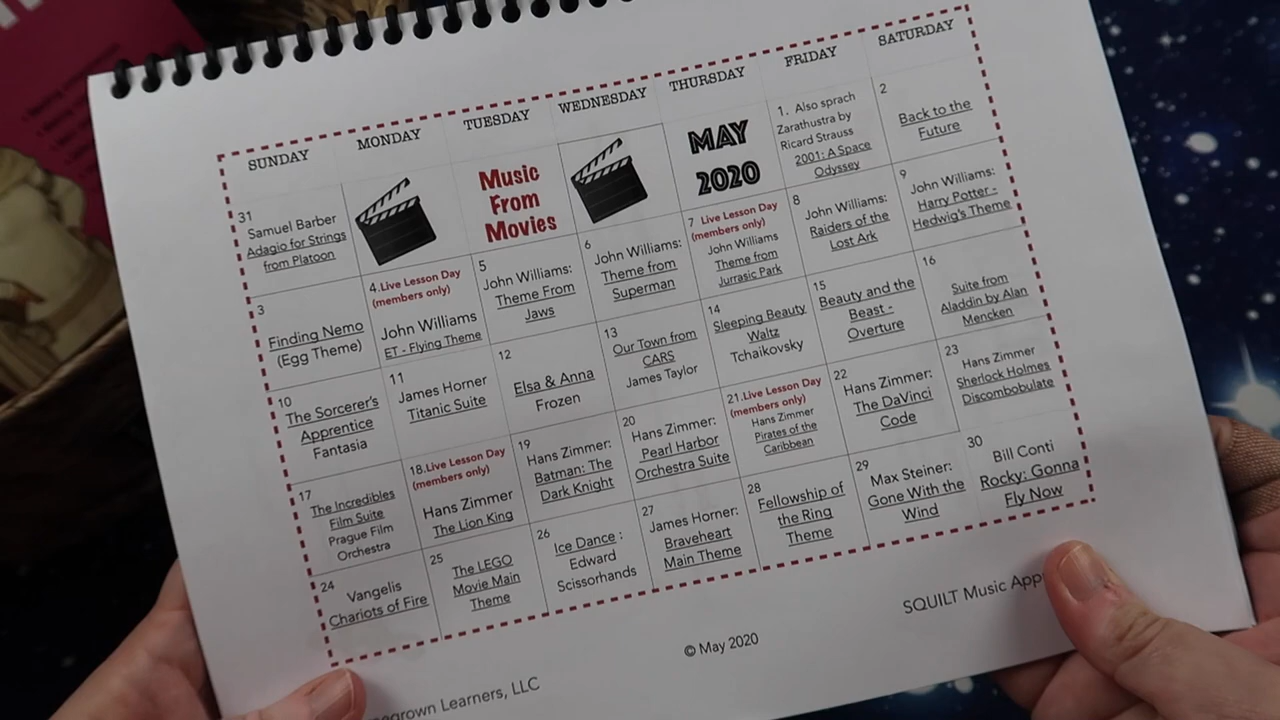 SUNDAY
MONDAY
TUESDAY
WEDNESDAY
THURSDAY
FRIDAY
SATURDAY
31
Samuel Barber
Adagio for Strings
from Platoon
Music
From
Movies
MAY
2020
1. Also sprach
Zarathustra by
Ricard Strauss
2001: A Space
Odyssey
2
Back to the
Future
3
Finding Nemo
(Egg Theme)
4.Live Lesson Day
(members only)
John Williams
ET - Flying Theme
5
John Williams:
Theme From
Jaws
6
John Williams:
Theme from
Superman
7 Live Lesson Day
(members only)
John Williams
Theme from
Jurrasic Park
8
John Williams:
Raiders of the
Lost Ark
9
John Williams:
Harry Potter -
Hedwig's Theme
10
The Sorcerer's
Apprentice
Fantasia
11
James Horner
Titanic Suite
12
Elsa & Anna
Frozen
13
Our Town from
CARS
James Taylor
14
Sleeping Beauty
Waltz
Tchaikovsky
15
Beauty and the
Beast -
Overture
16
Suite from
Aladdin by Alan
Mencken
17
The Incredibles
Film Suite
Prague Film
Orchestra
18.Live Lesson Day
(members only)
Hans Zimmer
The Lion King
19
Hans Zimmer:
Batman: The
Dark Knight
20
Hans Zimmer:
Pearl Harbor
Orchestra Suite
21.Live Lesson Day
(members only)
Hans Zimmer
Pirates of the
Caribbean
22
Hans Zimmer:
The DaVinci
Code
23
Hans Zimmer
Sherlock Holmes
Discombobulate
24
Vangelis
Chariots of Fire
25
The LEGO
Movie Main
Theme
26
Ice Dance :
Edward
Scissorhands
27
James Horner:
Braveheart
Main Theme
28
Fellowship of
the Ring
Theme
29
Max Steiner:
Gone With the
Wind
30
Bill Conti
Rocky: Gonna
Fly Now
Learners, LLC
© May 2020
SQUILT Music